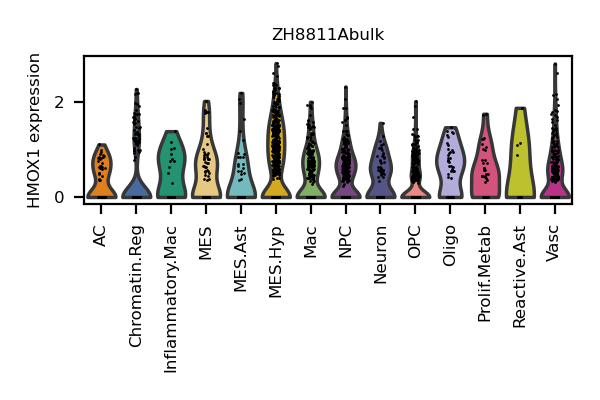 ZH8811Abulk
HMOX1 expression
2
0
AC
Chromatin.Reg
Inflammatory.Mac
MES
MES.Ast
MES.Hyp
Mac
NPC
Neuron
OPC
Oligo
Prolif.Metab
Reactive.Ast
Vasc